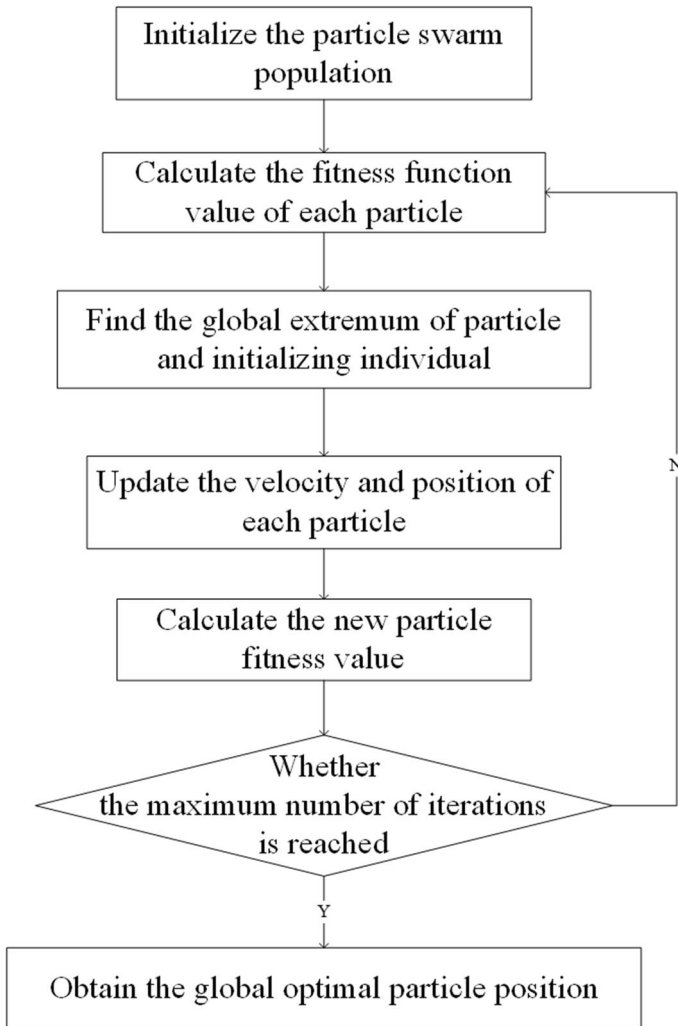 Initialize the particle swarm
population
Calculate the fitness function
value of each particle
Find the global extremum of particle
and initializing individual
Update the velocity and position of
each particle
Calculate the new particle
fitness value
Whether
the maximum number of iterations
is reached
N
Y
Obtain the global optimal particle position